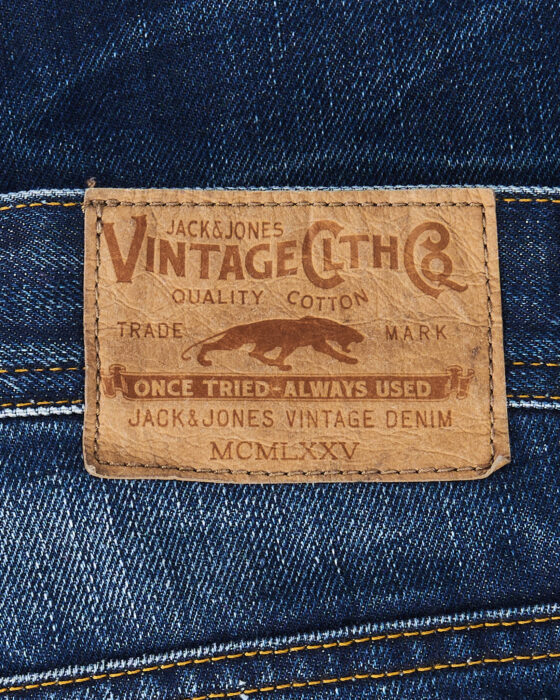 JACK&JONES
VINTAGE CLTH CO
QUALITY COTTON
TRADE MARK
ONCE TRIED-ALWAYS USED
JACK&JONES VINTAGE DENIM
MCMLXXV